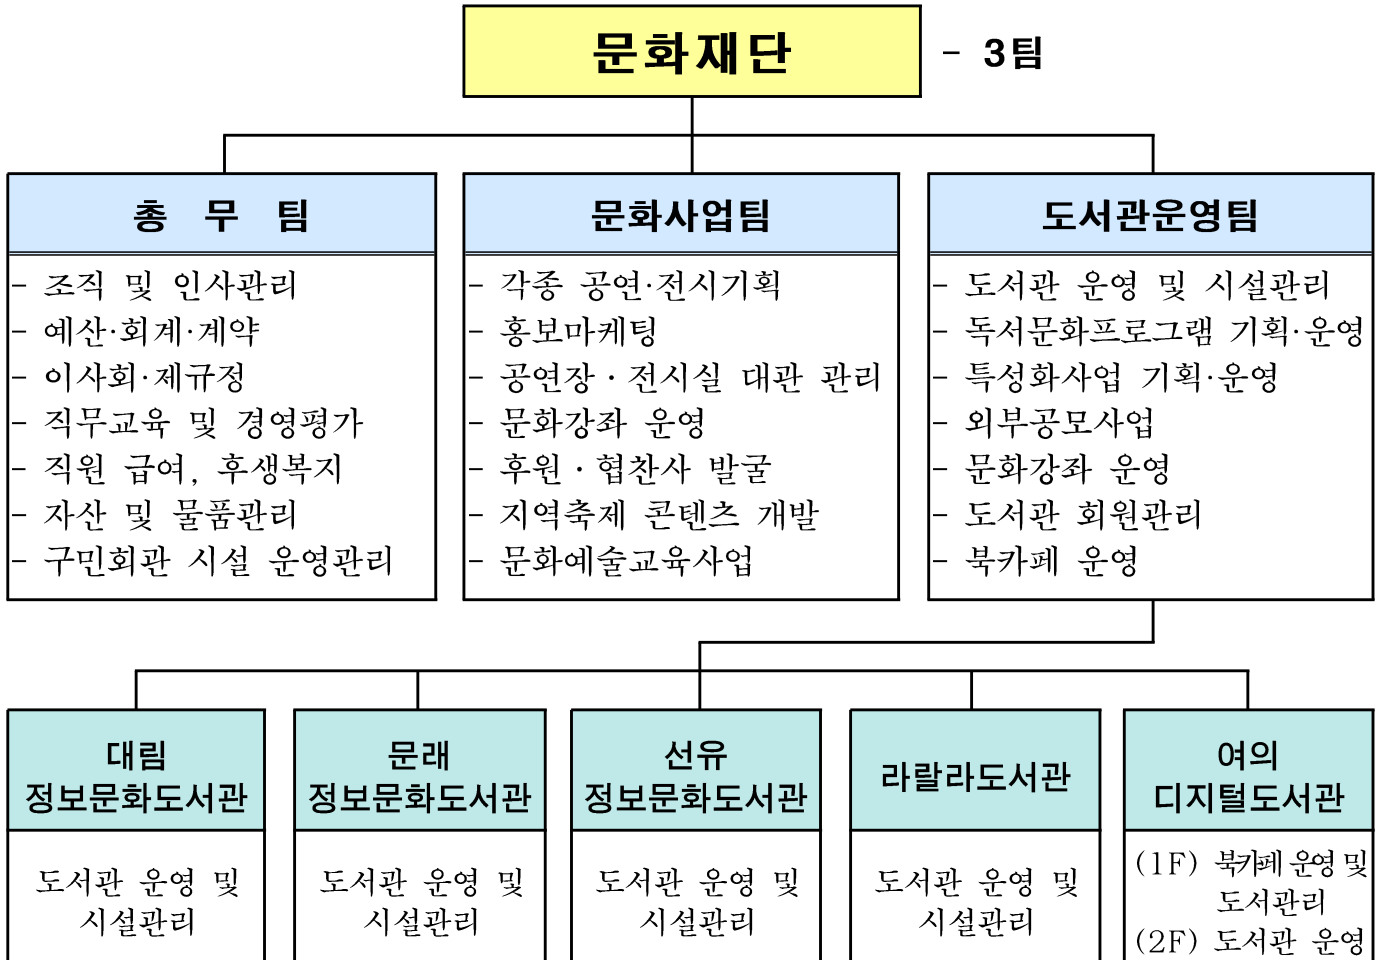 문화재단 - 3팀
총 무 팀
- 조직 및 인사관리
- 예산·회계·계약
- 이사회·제규정
- 직무교육 및 경영평가
- 직원 급여, 후생복지
- 자산 및 물품관리
- 구민회관 시설 운영관리
문화사업팀
- 각종 공연·전시기획
- 홍보마케팅
- 공연장·전시실 대관 관리
- 문화강좌 운영
- 후원·협찬사 발굴
- 지역축제 콘텐츠 개발
- 문화예술교육사업
도서관운영팀
- 도서관 운영 및 시설관리
- 독서문화프로그램 기획·운영
- 특성화사업 기획·운영
- 외부공모사업
- 문화강좌 운영
- 도서관 회원관리
- 북카페 운영
대림
정보문화도서관
도서관 운영 및
시설관리
문래
정보문화도서관
도서관 운영 및
시설관리
선유
정보문화도서관
도서관 운영 및
시설관리
라랄라도서관
도서관 운영 및
시설관리
여의
디지털도서관
(1F) 북카페 운영 및
도서관리
(2F) 도서관 운영